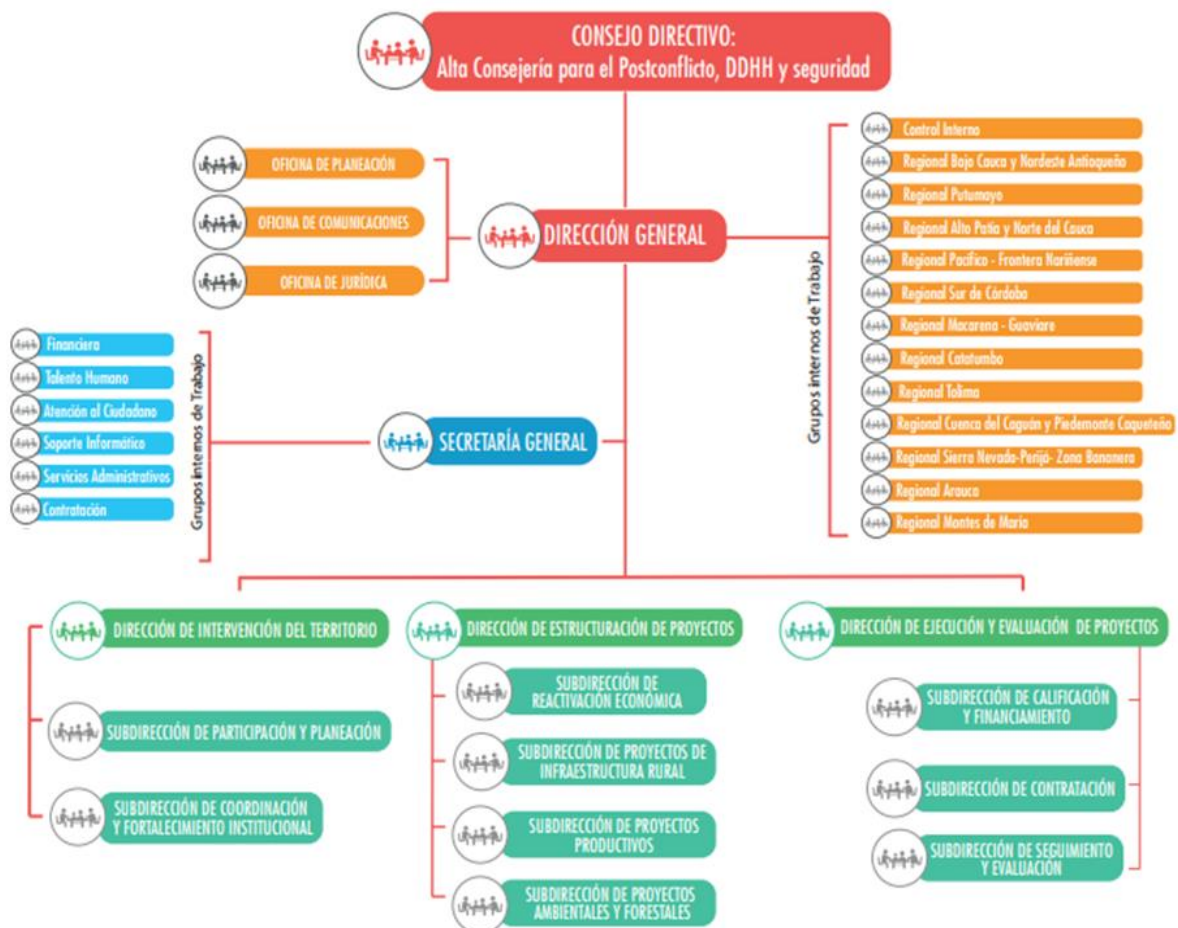 CONSEJO DIRECTIVO:
Alta Consejería para el Postconflicto, DDHH y seguridad
OFICINA DE PLANEACIÓN
OFICINA DE COMUNICACIONES
OFICINA DE JURÍDICA
DIRECCIÓN GENERAL
Grupos internos de Trabajo
Control Interno
Regional Bajo Cauca y Nordeste Antioqueño
Regional Putumayo
Regional Alto Patía y Norte del Cauca
Regional Pacífico - Frontera Nariñense
Regional Sur de Córdoba
Regional Macarena - Guaviare
Regional Catatumbo
Regional Tolima
Regional Cuenca del Caguán y Piedemonte Caqueteño
Regional Sierra Nevada-Perijá- Zona Bananera
Regional Arauca
Regional Montes de María
Financiera
Talento Humano
Atención al Ciudadano
Soporte Informático
Servicios Administrativos
Contratación
Grupos internos de Trabajo
SECRETARÍA GENERAL
DIRECCIÓN DE INTERVENCIÓN DEL TERRITORIO
SUBDIRECCIÓN DE PARTICIPACIÓN Y PLANEACIÓN
SUBDIRECCIÓN DE COORDINACIÓN
Y FORTALECIMIENTO INSTITUCIONAL
DIRECCIÓN DE ESTRUCTURACIÓN DE PROYECTOS
SUBDIRECCIÓN DE
REACTIVACIÓN ECONÓMICA
SUBDIRECCIÓN DE PROYECTOS DE
INFRAESTRUCTURA RURAL
SUBDIRECCIÓN DE PROYECTOS
PRODUCTIVOS
SUBDIRECCIÓN DE PROYECTOS
AMBIENTALES Y FORESTALES
DIRECCIÓN DE EJECUCIÓN Y EVALUACIÓN DE PROYECTOS
SUBDIRECCIÓN DE CALIFICACIÓN
Y FINANCIAMIENTO
SUBDIRECCIÓN DE CONTRATACIÓN
SUBDIRECCIÓN DE SEGUIMIENTO
Y EVALUACIÓN